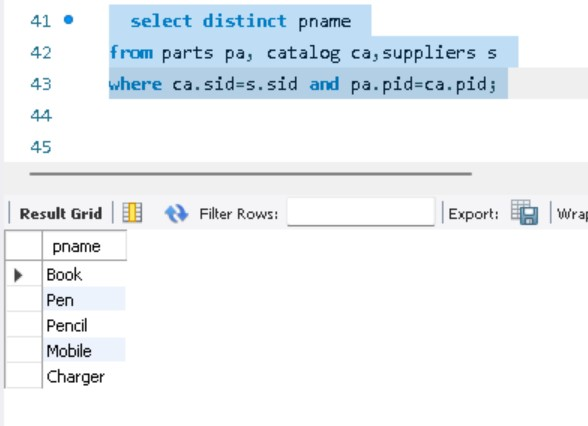 41 select distinct pname
42 from parts pa, catalog ca,suppliers s
43 where ca.sid=s.sid and pa.pid=ca.pid;
44
45
Result Grid Filter Rows: Export: Wrap
pname
Book
Pen
Pencil
Mobile
Charger